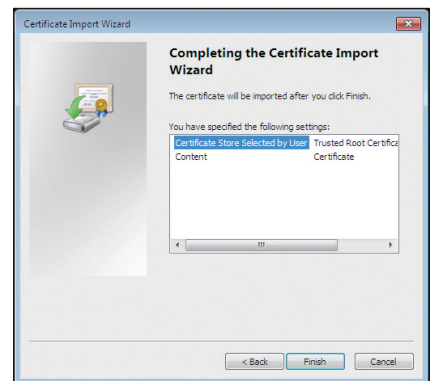 Certificate Import Wizard
Completing the Certificate Import
Wizard
The certificate will be imported after you click Finish.
You have specified the following settings:
Certificate Store Selected by User Trusted Root Certifica
Content Certificate
< Back Finish Cancel